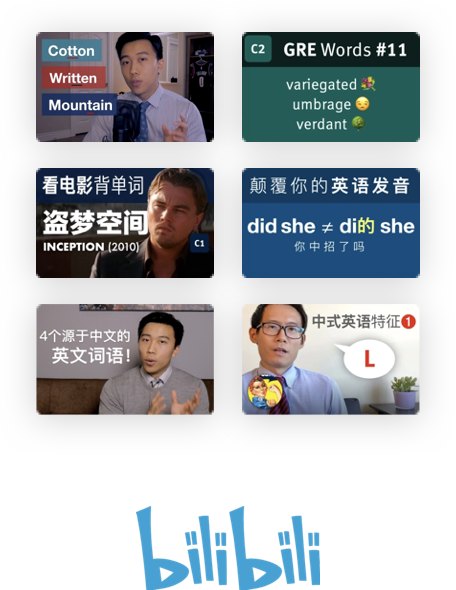 Cotton
Written
Mountain
C2
GRE Words #11
variegated
umbrage
verdant
看电影背单词
盗梦空间
INCEPTION (2010)
C1
颠覆你的英语发音
did she ≠ di的 she
你中招了吗
4个源于中文的
英文词语!
中式英语特征1
L
bilibili